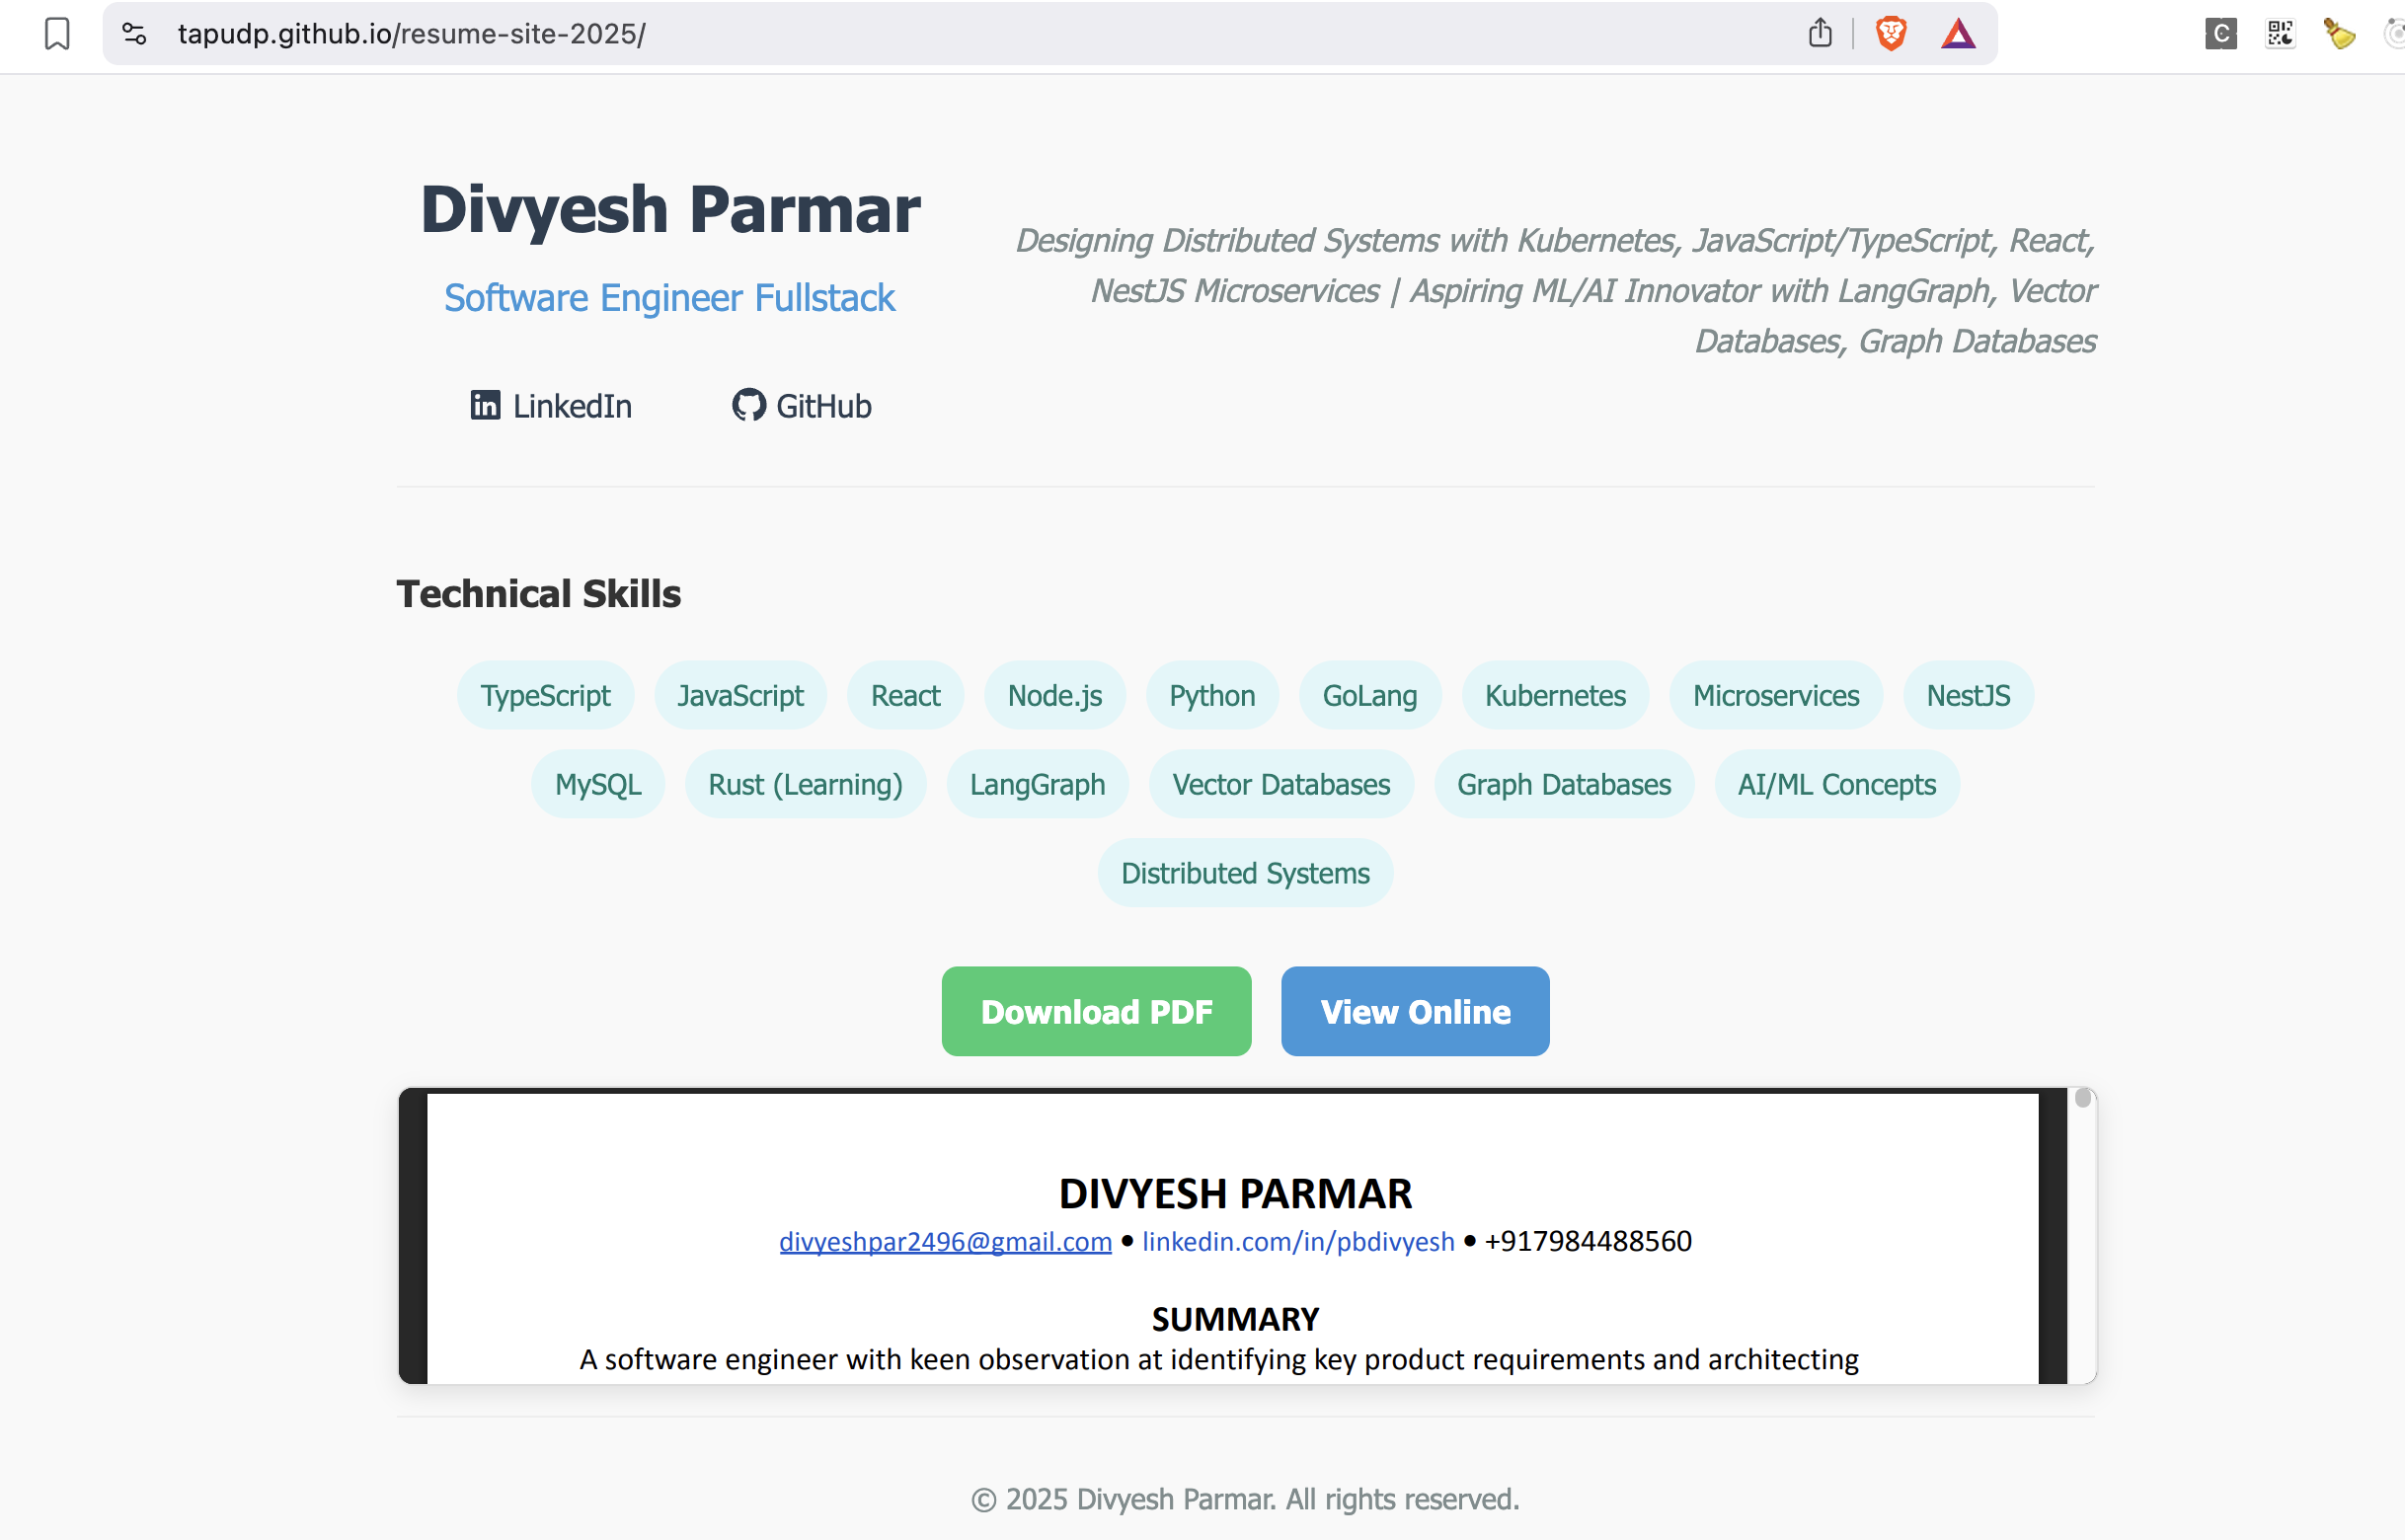 tapudp.github.io/resume-site-2025/
C
Divyesh Parmar
Software Engineer Fullstack
in LinkedIn GitHub
Designing Distributed Systems with Kubernetes, JavaScript/TypeScript, React,
NestJS Microservices | Aspiring ML/AI Innovator with LangGraph, Vector
Databases, Graph Databases
Technical Skills
TypeScript JavaScript React Node.js Python GoLang Kubernetes Microservices NestJS
MySQL Rust (Learning) LangGraph Vector Databases Graph Databases AI/ML Concepts
Distributed Systems
Download PDF View Online
DIVYESH PARMAR
divyeshpar2496@gmail.com ● linkedin.com/in/pbdivyesh ● +917984488560
SUMMARY
A software engineer with keen observation at identifying key product requirements and architecting
© 2025 Divyesh Parmar. All rights reserved.